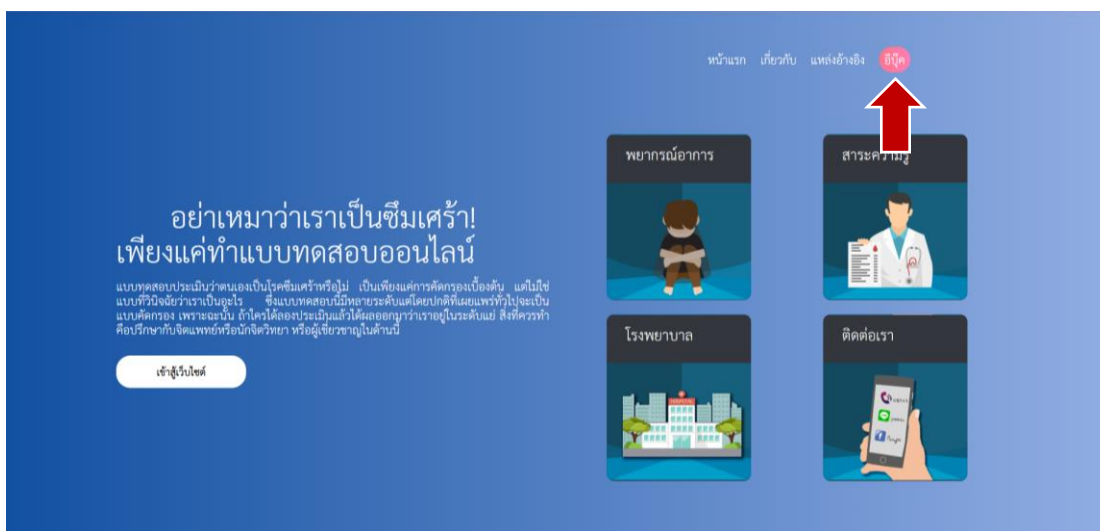 หน้าแรก เกี่ยวกับ แหล่งอ้างอิง อีบุ๊ค
พยากรณ์อาการ
สาระความรู้
อย่าเหมาว่าเราเป็นซึมเศร้า!
เพียงแค่ทำแบบทดสอบออนไลน์
แบบทดสอบประเมินว่าตนเองเป็นโรคซึมเศร้าหรือไม่ เป็นเพียงแค่การคัดกรองเบื้องต้น แต่ไม่ใช่
แบบที่วินิจฉัยว่าเราเป็นอะไร ซึ่งแบบทดสอบนี้มีหลายระดับแต่โดยปกติที่เผยแพร่ทั่วไปจะเป็น
แบบคัดกรอง เพราะฉะนั้น ถ้าใครได้ลองประเมินแล้วได้ผลออกมาว่าเราอยู่ในระดับแย่ สิ่งที่ควรทำ
คือปรึกษากับจิตแพทย์หรือนักจิตวิทยา หรือผู้เชี่ยวชาญในด้านนี้
เข้าสู้เว็บไซต์
โรงพยาบาล
ติดต่อเรา